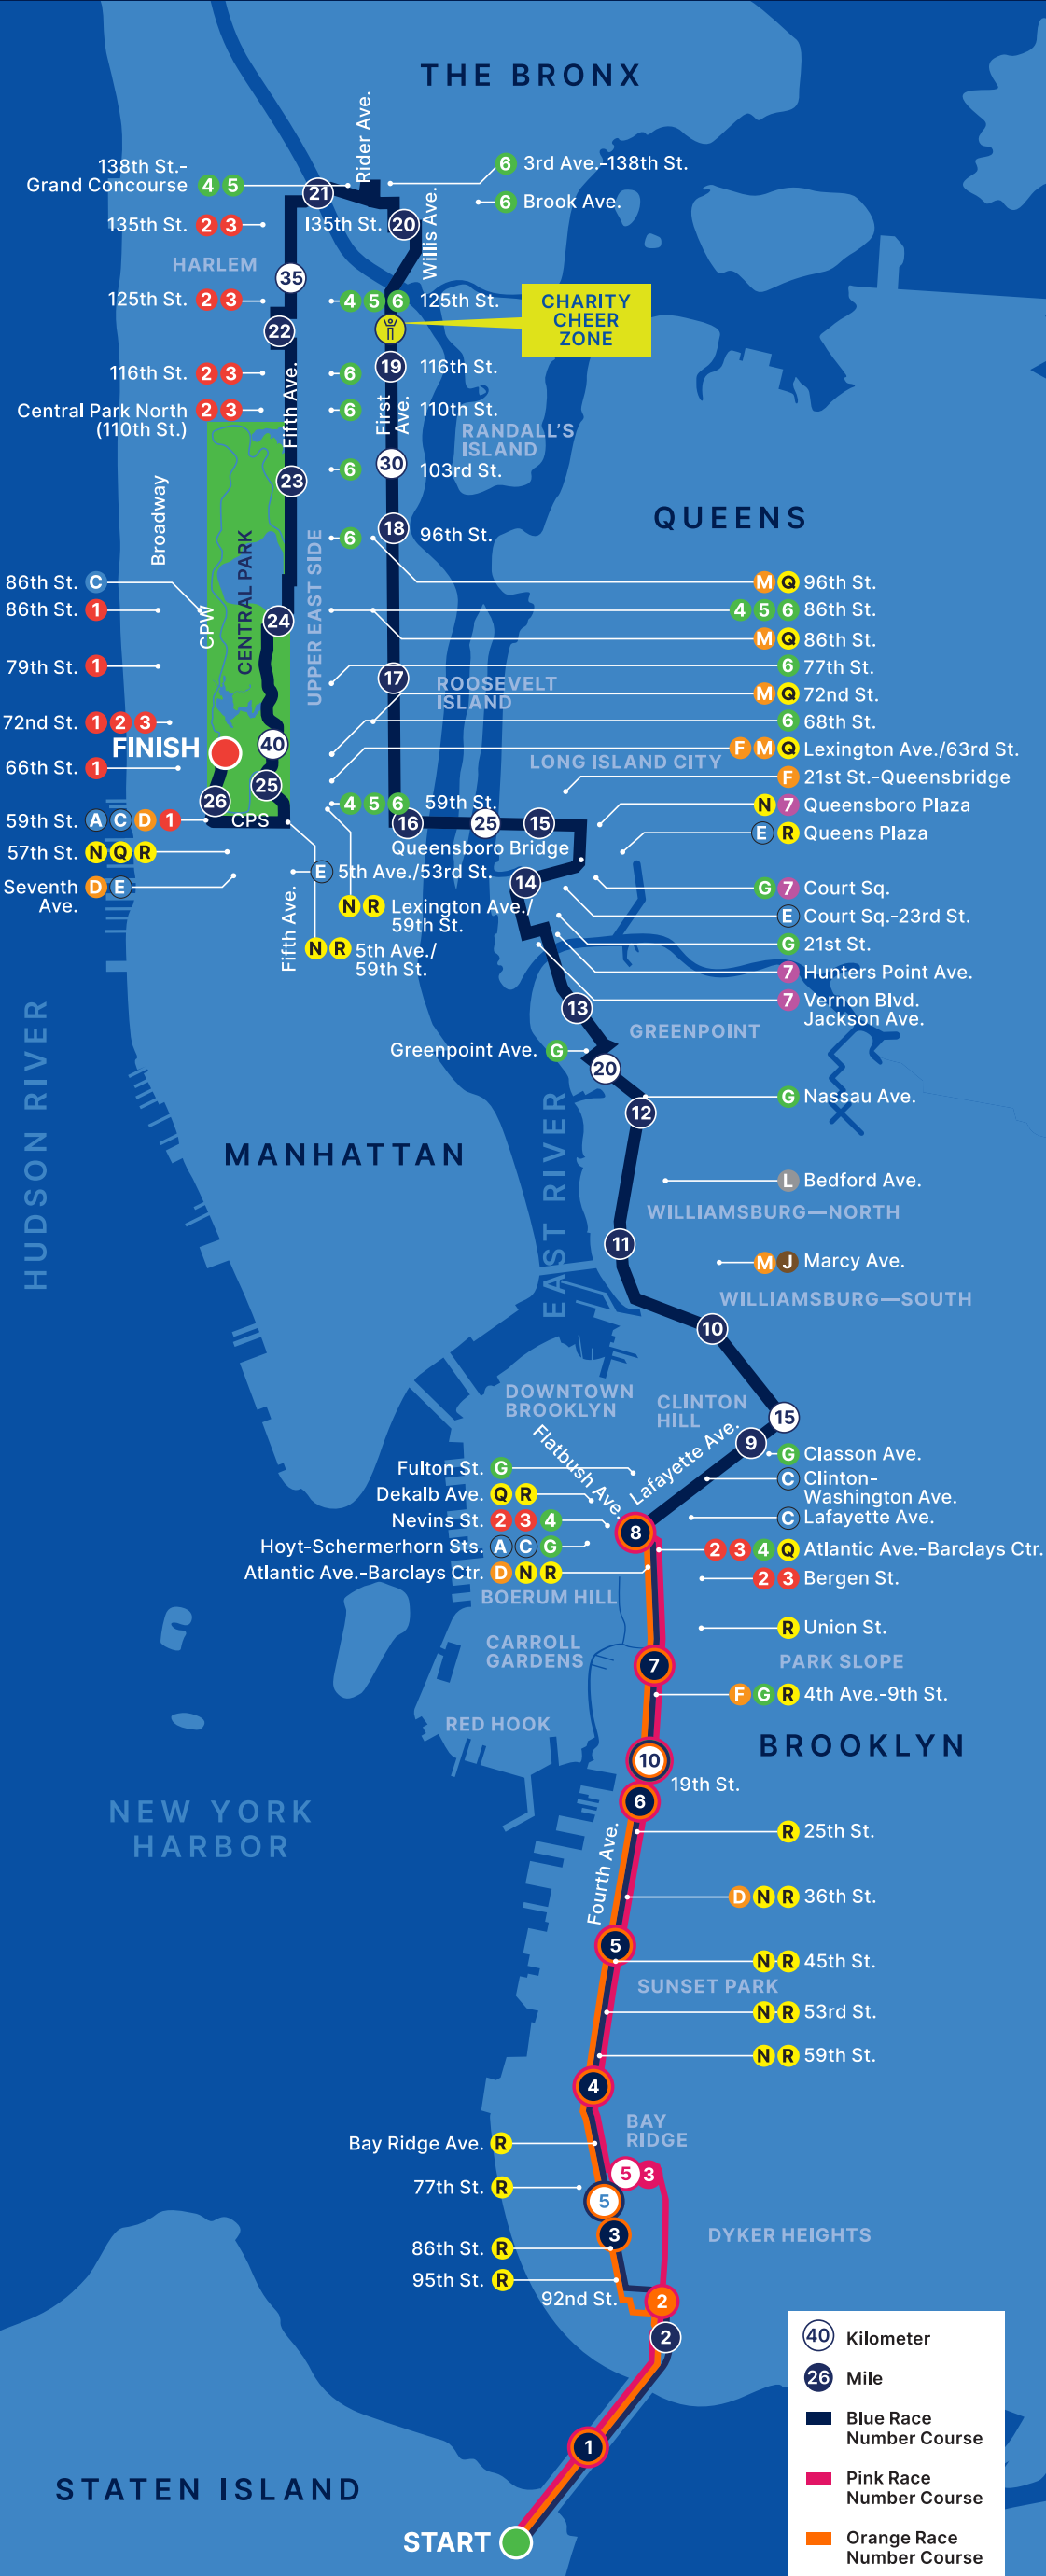 THE BRONX
Rider Ave.
138th St.-
Grand Concourse 4 5
6 3rd Ave.-138th St.
21
6 Brook Ave.
135th St. 2 3
135th St.
20
Willis Ave.
HARLEM
35
125th St. 2 3
4 5 6 125th St.
CHARITY
CHEER
ZONE
22
19 116th St.
116th St. 2 3
6
Fifth Ave.
First
Ave.
Central Park North 2 3
(110th St.)
6
110th St.
RANDALL'S
ISLAND
30
6
103rd St.
23
Broadway
QUEENS
18
6
96th St.
CENTRAL PARK
UPPER EAST SIDE
86th St. C
M Q 96th St.
86th St. 1
4 5 6 86th St.
CPW
24
M Q 86th St.
79th St. 1
6 77th St.
17
ROOSEVELT
ISLAND
M Q 72nd St.
72nd St. 1 2 3
6 68th St.
FINISH
40
F M Q Lexington Ave./63rd St.
LONG ISLAND CITY
66th St. 1
F 21st St.-Queensbridge
25
26
4 5 6 59th St.
N 7 Queensboro Plaza
59th St. A C D 1
CPS
16
25
15
E R Queens Plaza
Queensboro Bridge
57th St. N Q R
E 5th Ave./53rd St.
14
Seventh D E
Ave.
G 7 Court Sq.
N R Lexington Ave./
59th St.
E Court Sq.-23rd St.
Fifth Ave.
N R 5th Ave./
59th St.
G 21st St.
7 Hunters Point Ave.
7 Vernon Blvd.
Jackson Ave.
13
GREENPOINT
HUDSON RIVER
Greenpoint Ave. G
20
G Nassau Ave.
12
EAST RIVER
MANHATTAN
L Bedford Ave.
WILLIAMSBURG—NORTH
11
M J Marcy Ave.
WILLIAMSBURG—SOUTH
10
DOWNTOWN
BROOKLYN
CLINTON
HILL
15
9
Flatbush Ave.
Lafayette Ave.
G Classon Ave.
Fulton St. G
C Clinton-
Washington Ave.
Dekalb Ave. Q R
C Lafayette Ave.
Nevins St. 2 3 4
8
Hoyt-Schermerhorn Sts. A C G
2 3 4 Q Atlantic Ave.-Barclays Ctr.
Atlantic Ave.-Barclays Ctr. D N R
2 3 Bergen St.
BOERUM HILL
R Union St.
CARROLL
GARDENS
7
PARK SLOPE
F G R 4th Ave.-9th St.
RED HOOK
BROOKLYN
10
19th St.
6
NEW YORK
HARBOR
R 25th St.
Fourth Ave.
D N R 36th St.
5
N R 45th St.
SUNSET PARK
N R 53rd St.
N R 59th St.
4
BAY
RIDGE
Bay Ridge Ave. R
5 3
77th St. R
5
3
DYKER HEIGHTS
86th St. R
95th St. R
92nd St.
2
2
40 Kilometer
26 Mile
Blue Race
Number Course
1
Pink Race
Number Course
STATEN ISLAND
START
Orange Race
Number Course